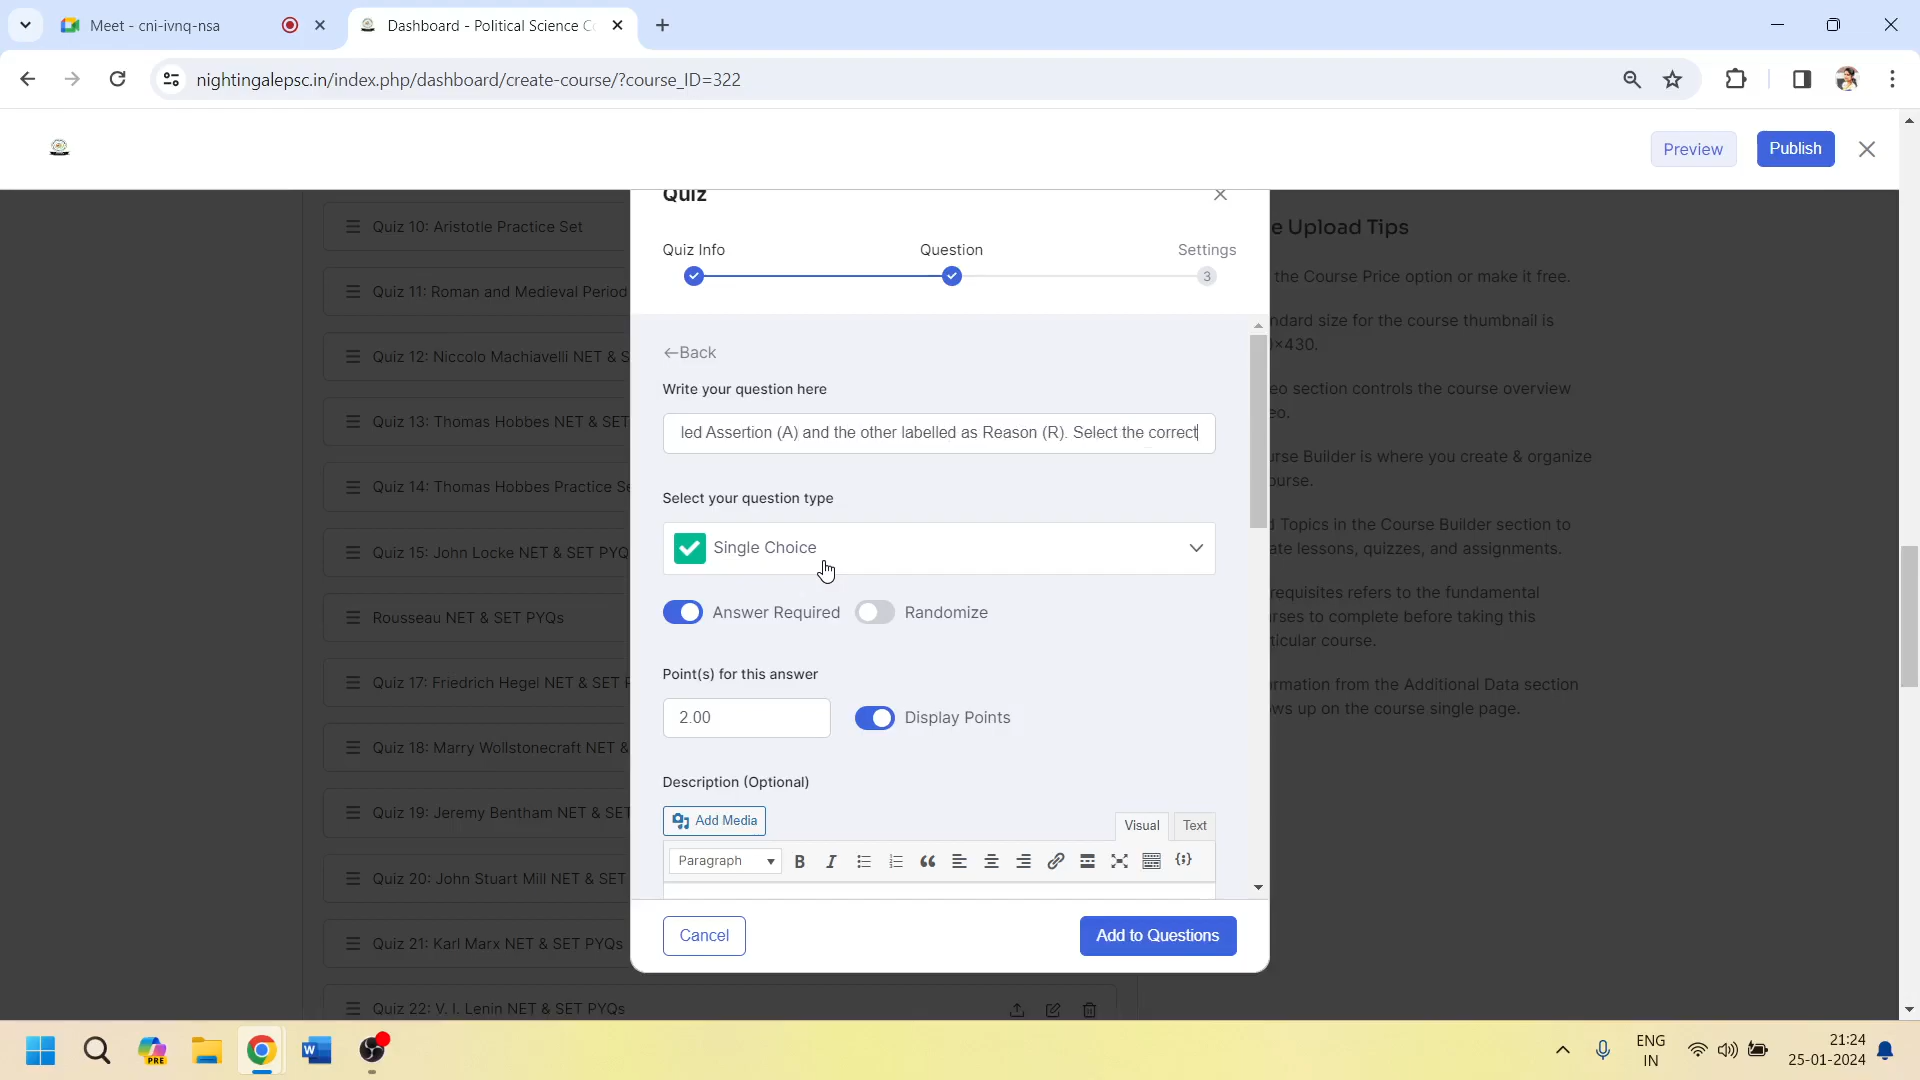 Meet - cni-ivnq-nsa
Dashboard - Political Science Co
nightingalepsc.in/index.php/dashboard/create-course/?course_ID=322
Preview
Publish
Quiz
Quiz Info
Question
Settings
3
←Back
Write your question here
led Assertion (A) and the other labelled as Reason (R). Select the correct
Select your question type
Single Choice
Answer Required
Randomize
Point(s) for this answer
2.00
Display Points
Description (Optional)
Add Media
Visual
Text
Paragraph
Cancel
Add to Questions
Quiz 10: Aristotle Practice Set
Quiz 11: Roman and Medieval Period
Quiz 12: Niccolo Machiavelli NET & S
Quiz 13: Thomas Hobbes NET & SET
Quiz 14: Thomas Hobbes Practice Se
Quiz 15: John Locke NET & SET PYQ
Rousseau NET & SET PYQs
Quiz 17: Friedrich Hegel NET & SET P
Quiz 18: Marry Wollstonecraft NET &
Quiz 19: Jeremy Bentham NET & SET
Quiz 20: John Stuart Mill NET & SET
Quiz 21: Karl Marx NET & SET PYQs
Quiz 22: V. I. Lenin NET & SET PYQs
e Upload Tips
the Course Price option or make it free.
ndard size for the course thumbnail is
×430.
eo section controls the course overview
eo.
urse Builder is where you create & organize
ourse.
Topics in the Course Builder section to
ate lessons, quizzes, and assignments.
requisites refers to the fundamental
rses to complete before taking this
ticular course.
rmation from the Additional Data section
ws up on the course single page.
PRE
ENG
IN
21:24
25-01-2024